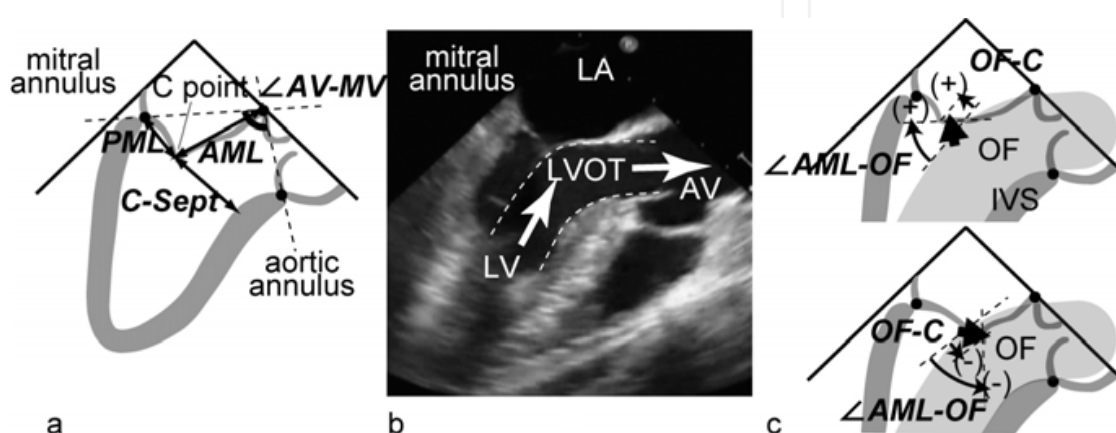 mitral
annulus
C point
∠AV-MV
PML
AML
C-Sept
aortic
annulus
a
mitral
annulus
LA
LVOT
AV
LV
b
OF-C
(+)
(+)
∠AML-OF
OF
IVS
c
OF-C
OF
(-)
(-)
∠AML-OF